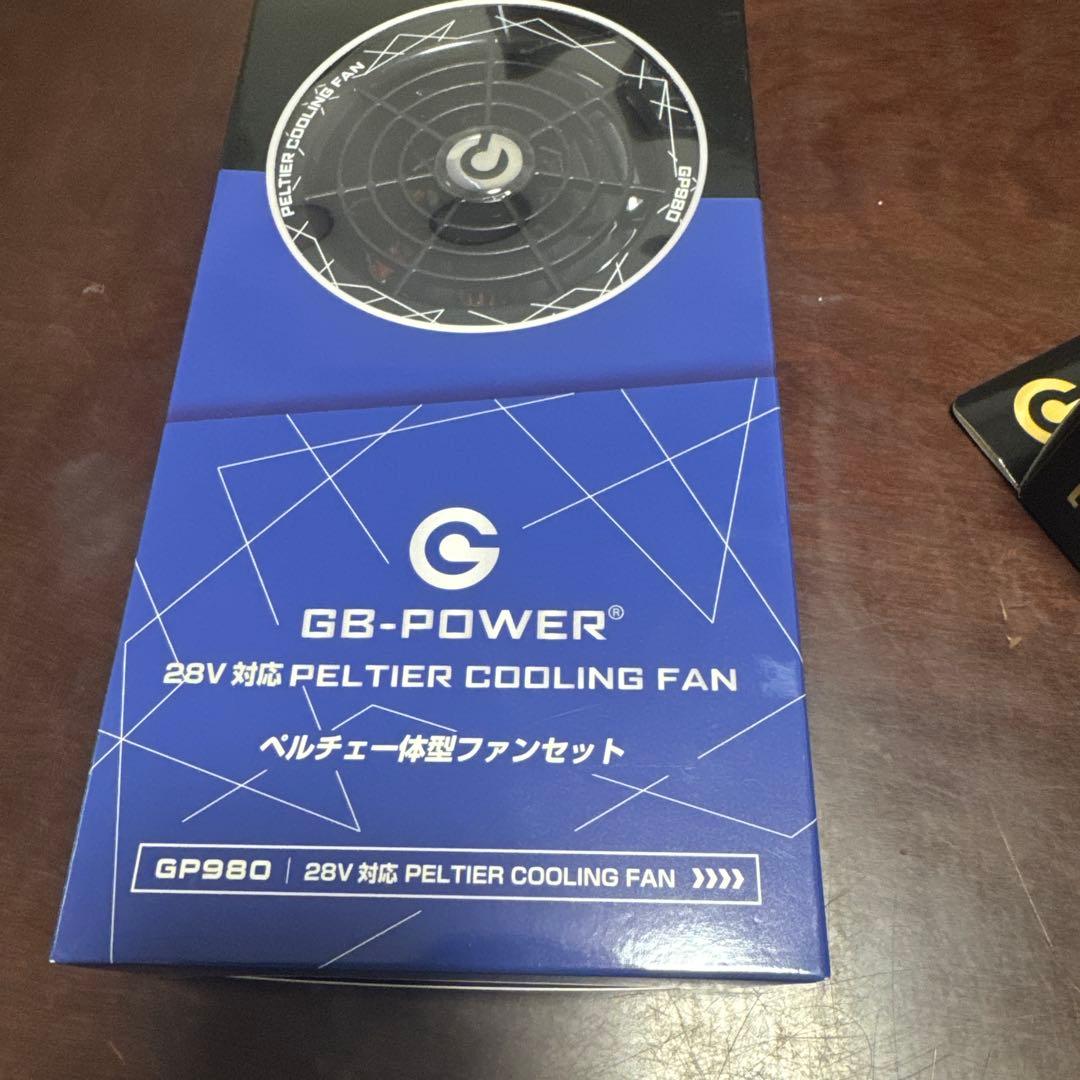 PELTIER COOLING FAN
GP980
GB-POWER®
28V 対応 PELTIER COOLING FAN
ペルチェ一体型ファンセット
GP980 | 28V 対応 PELTIER COOLING FAN